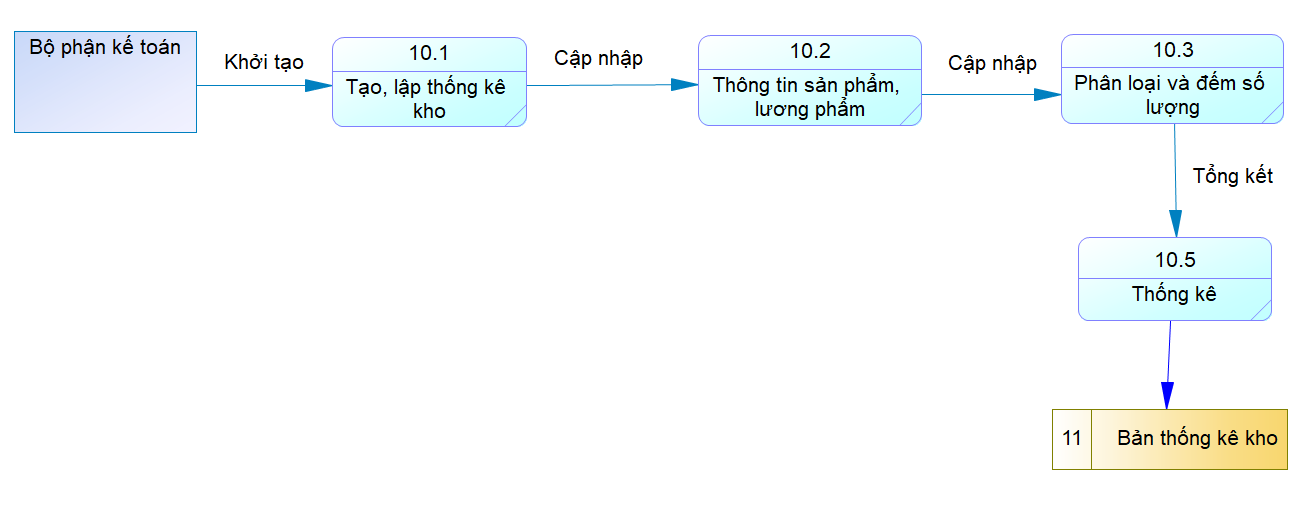 Bộ phận kế toán
Khởi tạo
10.1
Tạo, lập thống kê
kho
Cập nhập
10.2
Thông tin sản phẩm,
lương phẩm
Cập nhập
10.3
Phân loại và đếm số
lượng
Tổng kết
10.5
Thống kê
11
Bản thống kê kho